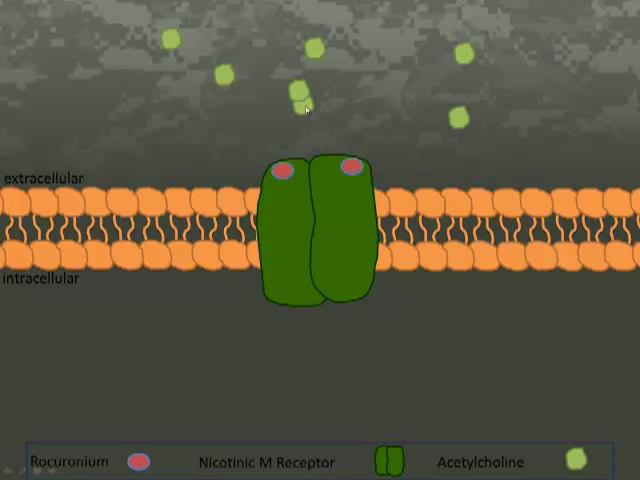 extracellular
intracellular
Rocuronium Nicotinic M Receptor Acetylcholine